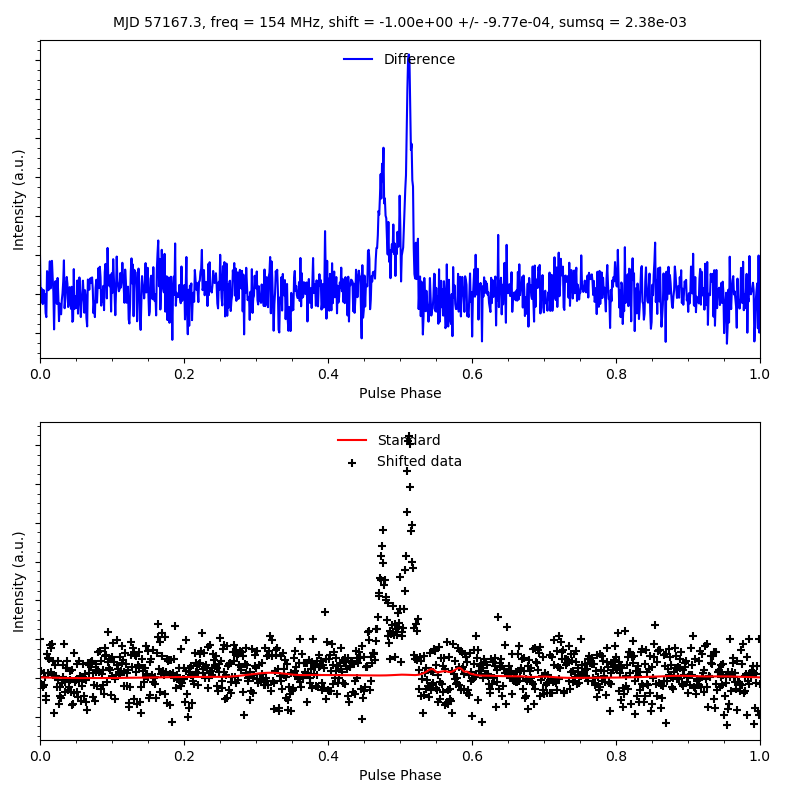 MJD 57167.3, freq = 154 MHz, shift = -1.00e+00 +/- -9.77e-04, sumsq = 2.38e-03
Difference
Intensity (a.u.)
0.0 0.2 0.4 0.6 0.8 1.0
Pulse Phase
Standard
Shifted data
Intensity (a.u.)
0.0 0.2 0.4 0.6 0.8 1.0
Pulse Phase